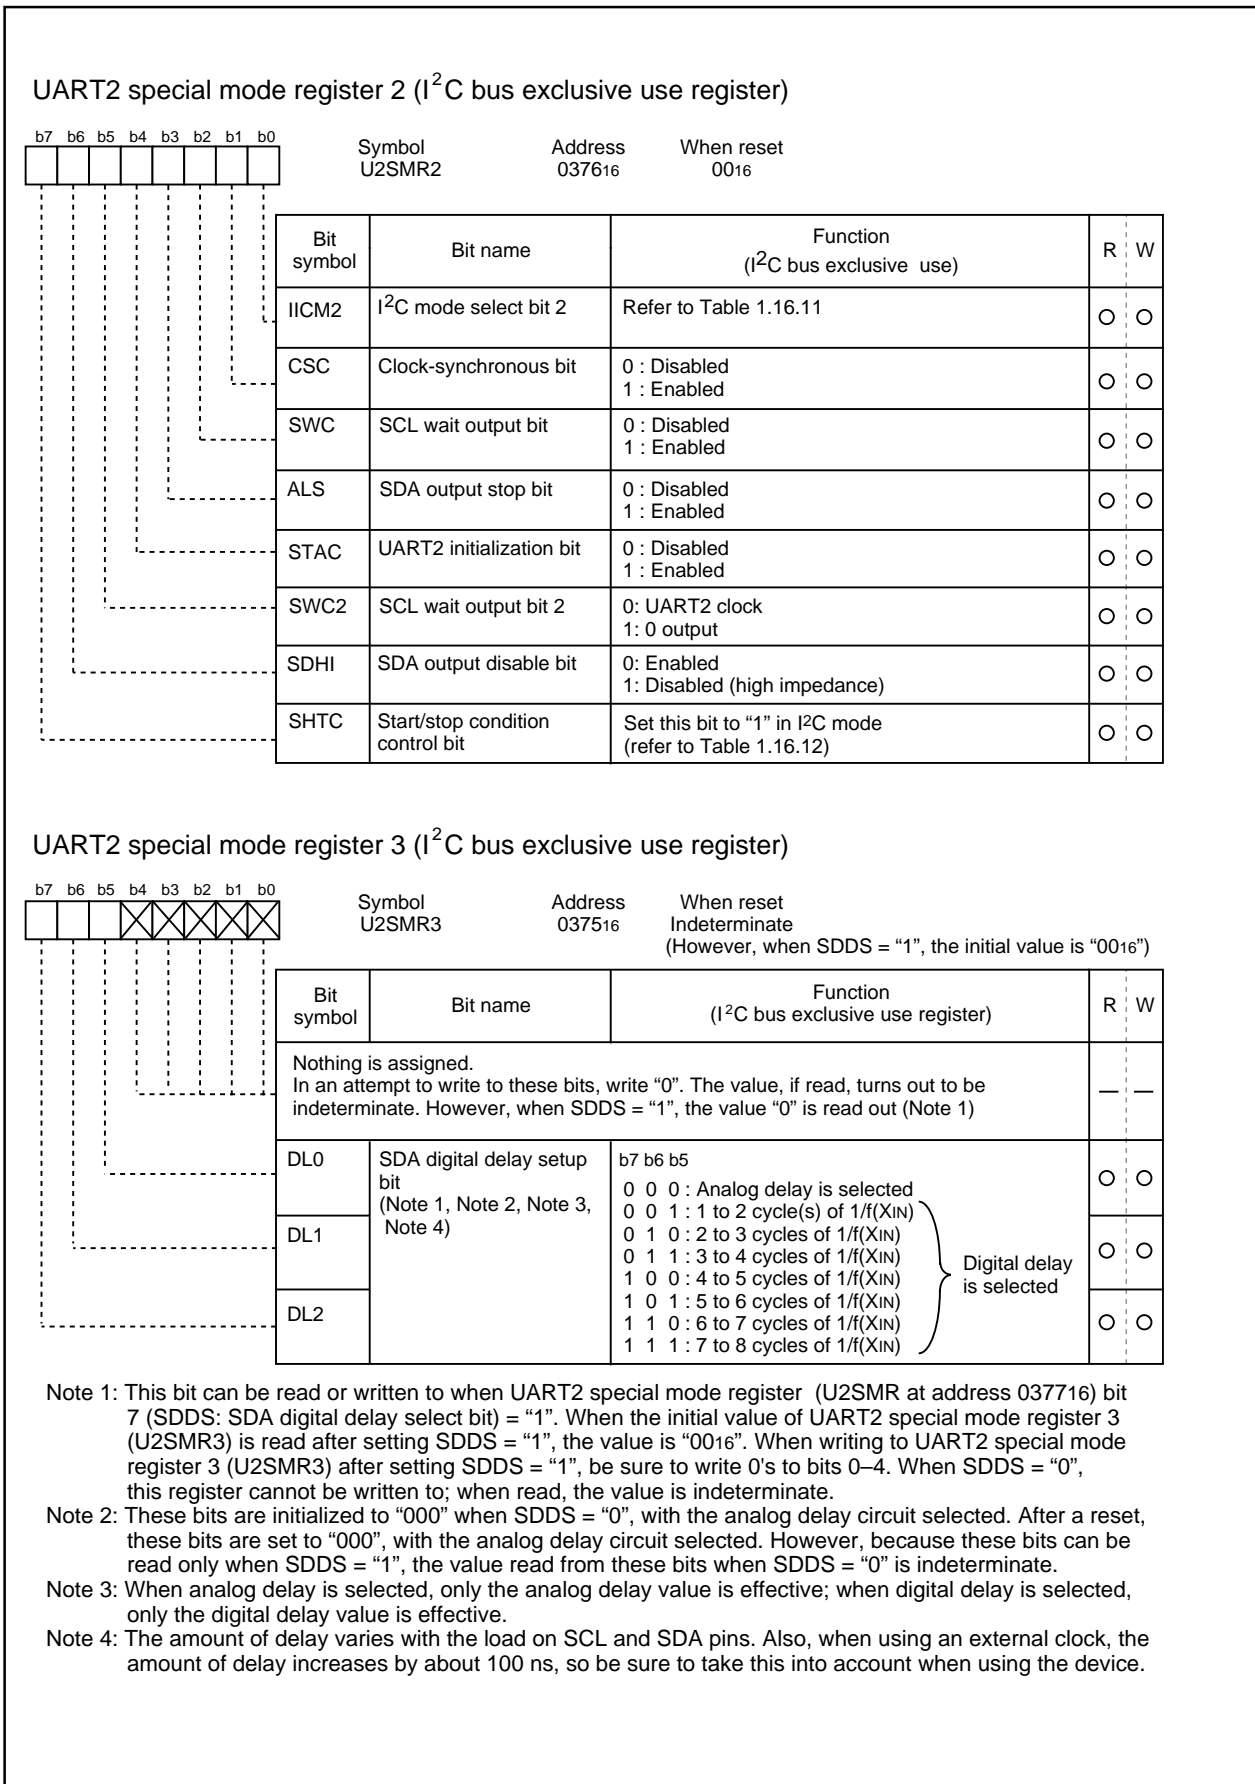 UART2 special mode register 2 (I2C bus exclusive use register)
b7 b6 b5 b4 b3 b2 b1 b0
Symbol Address When reset
U2SMR2 037616 0016
Bit symbol Bit name Function (I2C bus exclusive use) R W
IICM2 I2C mode select bit 2 Refer to Table 1.16.11
CSC Clock-synchronous bit 0 : Disabled
1 : Enabled
SWC SCL wait output bit 0 : Disabled
1 : Enabled
ALS SDA output stop bit 0 : Disabled
1 : Enabled
STAC UART2 initialization bit 0 : Disabled
1 : Enabled
SWC2 SCL wait output bit 2 0: UART2 clock
1: 0 output
SDHI SDA output disable bit 0: Enabled
1: Disabled (high impedance)
SHTC Start/stop condition control bit Set this bit to “1” in I2C mode
(refer to Table 1.16.12)
UART2 special mode register 3 (I2C bus exclusive use register)
b7 b6 b5 b4 b3 b2 b1 b0
Symbol Address When reset
U2SMR3 037516 Indeterminate
(However, when SDDS = “1”, the initial value is “0016”)
Bit symbol Bit name Function (I2C bus exclusive use register) R W
Nothing is assigned.
In an attempt to write to these bits, write “0”. The value, if read, turns out to be
indeterminate. However, when SDDS = “1”, the value “0” is read out (Note 1)
— —
DL0
DL1
DL2
SDA digital delay setup
bit
(Note 1, Note 2, Note 3,
Note 4)
b7 b6 b5
0 0 0 : Analog delay is selected
0 0 1 : 1 to 2 cycle(s) of 1/f(XIN)
0 1 0 : 2 to 3 cycles of 1/f(XIN)
0 1 1 : 3 to 4 cycles of 1/f(XIN)
1 0 0 : 4 to 5 cycles of 1/f(XIN)
1 0 1 : 5 to 6 cycles of 1/f(XIN)
1 1 0 : 6 to 7 cycles of 1/f(XIN)
1 1 1 : 7 to 8 cycles of 1/f(XIN)
Digital delay
is selected
Note 1: This bit can be read or written to when UART2 special mode register (U2SMR at address 037716) bit
7 (SDDS: SDA digital delay select bit) = “1”. When the initial value of UART2 special mode register 3
(U2SMR3) is read after setting SDDS = “1”, the value is “0016”. When writing to UART2 special mode
register 3 (U2SMR3) after setting SDDS = “1”, be sure to write 0's to bits 0–4. When SDDS = “0”,
this register cannot be written to; when read, the value is indeterminate.
Note 2: These bits are initialized to “000” when SDDS = “0”, with the analog delay circuit selected. After a reset,
these bits are set to “000”, with the analog delay circuit selected. However, because these bits can be
read only when SDDS = “1”, the value read from these bits when SDDS = “0” is indeterminate.
Note 3: When analog delay is selected, only the analog delay value is effective; when digital delay is selected,
only the digital delay value is effective.
Note 4: The amount of delay varies with the load on SCL and SDA pins. Also, when using an external clock, the
amount of delay increases by about 100 ns, so be sure to take this into account when using the device.